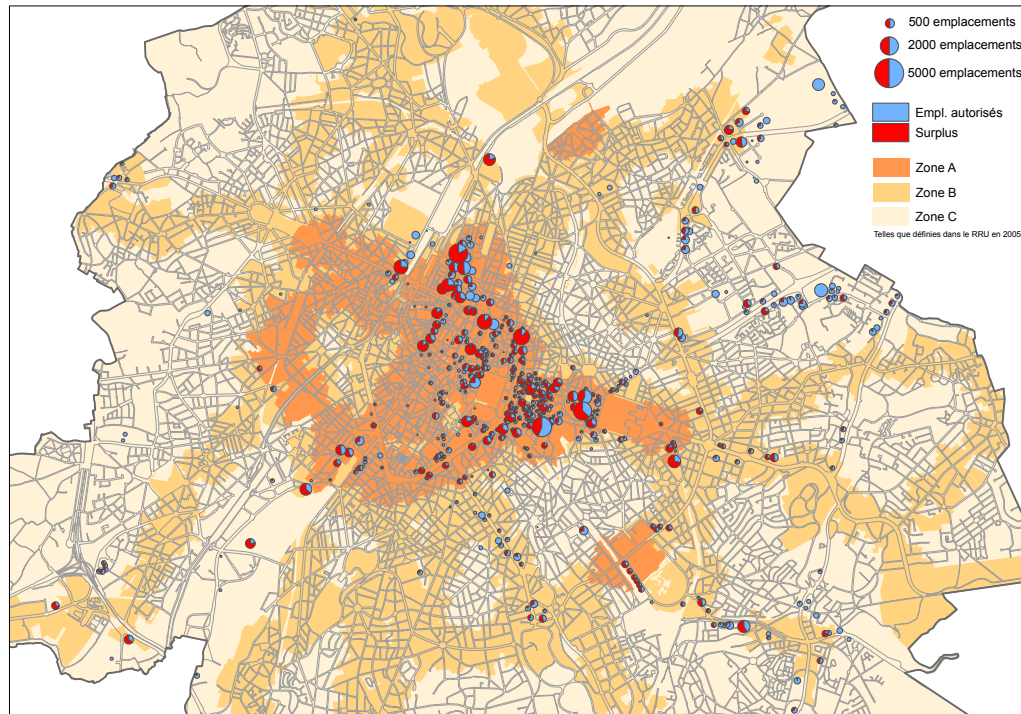 500 emplacements
2000 emplacements
5000 emplacements
Empl. autorisés
Surplus
Zone A
Zone B
Zone C
Telles que définies dans le RRU en 2005